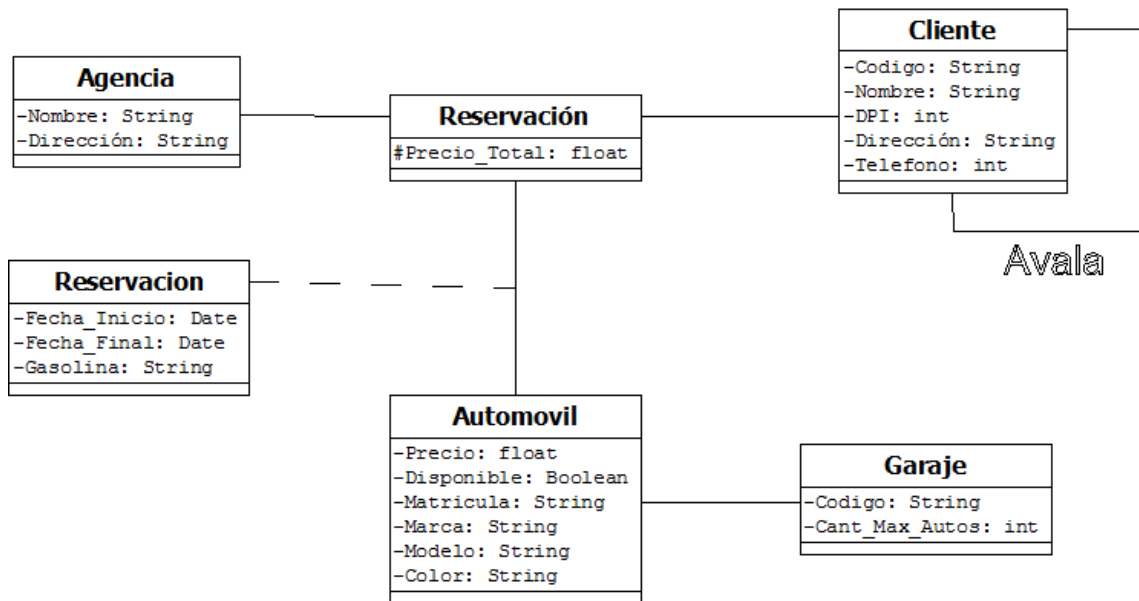 Agencia
-Nombre: String
-Dirección: String
Reservación
#Precio_Total: float
Cliente
-Codigo: String
-Nombre: String
-DPI: int
-Dirección: String
-Telefono: int
Avala
Reservacion
-Fecha_Inicio: Date
-Fecha_Final: Date
-Gasolina: String
Automovil
-Precio: float
-Disponible: Boolean
-Matricula: String
-Marca: String
-Modelo: String
-Color: String
Garaje
-Codigo: String
-Cant_Max_Autos: int